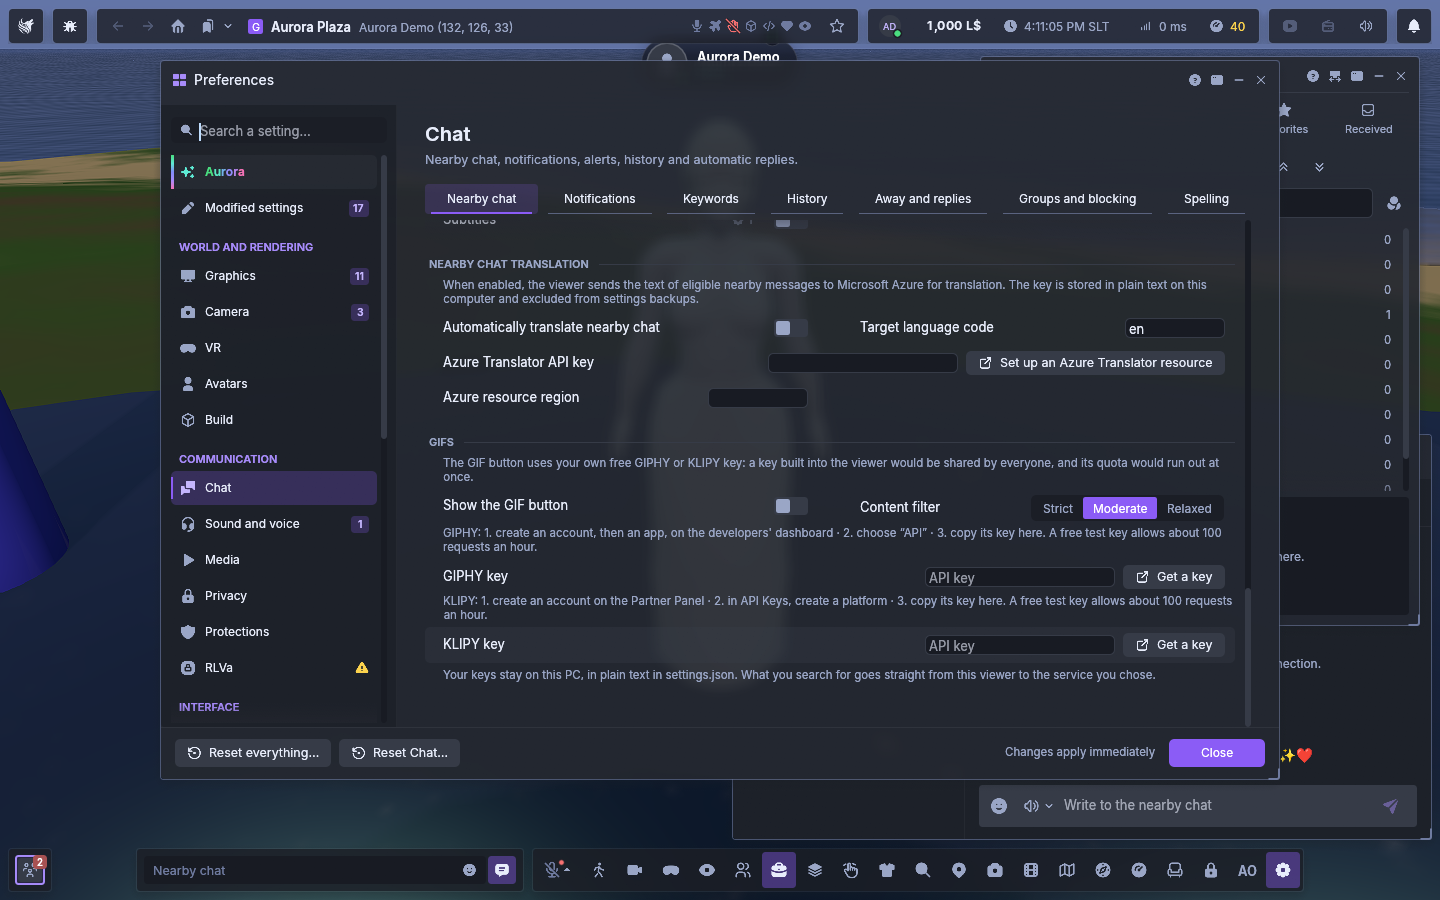 Aurora Plaza Aurora Demo (132, 126, 33)
AD 1,000 L$ 4:11:05 PM SLT 0 ms 40
Aurora Demo
Preferences
Search a setting...
Aurora
Modified settings 17
WORLD AND RENDERING
Graphics 11
Camera 3
VR
Avatars
Build
COMMUNICATION
Chat
Sound and voice 1
Media
Privacy
Protections
RLVa
INTERFACE
Chat
Nearby chat, notifications, alerts, history and automatic replies.
Nearby chat Notifications Keywords History Away and replies Groups and blocking Spelling
Subtitles
NEARBY CHAT TRANSLATION
When enabled, the viewer sends the text of eligible nearby messages to Microsoft Azure for translation. The key is stored in plain text on this
computer and excluded from settings backups.
Automatically translate nearby chat Target language code en
Azure Translator API key Set up an Azure Translator resource
Azure resource region
GIFS
The GIF button uses your own free GIPHY or KLIPY key: a key built into the viewer would be shared by everyone, and its quota would run out at
once.
Show the GIF button Content filter Strict Moderate Relaxed
GIPHY: 1. create an account, then an app, on the developers' dashboard · 2. choose “API” · 3. copy its key here. A free test key allows about 100
requests an hour.
GIPHY key API key Get a key
KLIPY: 1. create an account on the Partner Panel · 2. in API Keys, create a platform · 3. copy its key here. A free test key allows about 100 requests
an hour.
KLIPY key API key Get a key
Your keys stay on this PC, in plain text in settings.json. What you search for goes straight from this viewer to the service you chose.
Reset everything... Reset Chat... Changes apply immediately Close
orites Received
0
0
0
1
0
0
0
0
0
0
0
here.
nection.
✨❤️
Write to the nearby chat
2
Nearby chat
AO